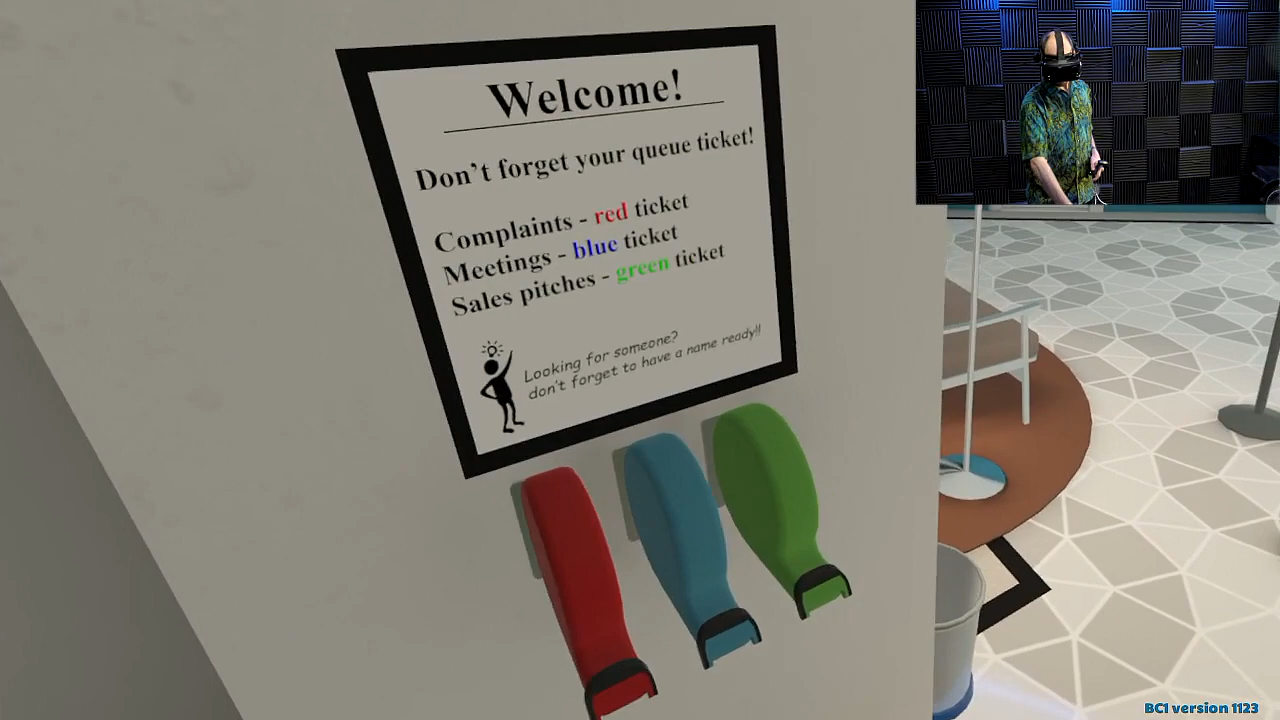 Welcome!
Don't forget your queue ticket!
Complaints - red ticket
Meetings - blue ticket
Sales pitches - green ticket
Looking for someone?
don't forget to have a name ready!!
BC1 version 1123